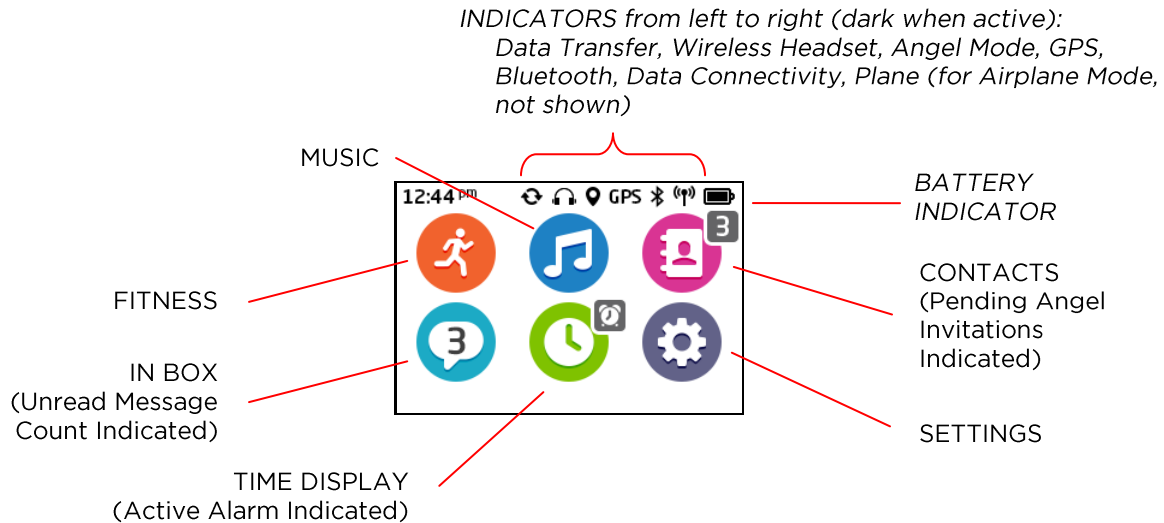 INDICATORS from left to right (dark when active):
Data Transfer, Wireless Headset, Angel Mode, GPS,
Bluetooth, Data Connectivity, Plane (for Airplane Mode,
not shown)
MUSIC
12:44 pm
GPS
BATTERY
INDICATOR
3
CONTACTS
(Pending Angel
Invitations
Indicated)
FITNESS
3
IN BOX
(Unread Message
Count Indicated)
SETTINGS
TIME DISPLAY
(Active Alarm Indicated)